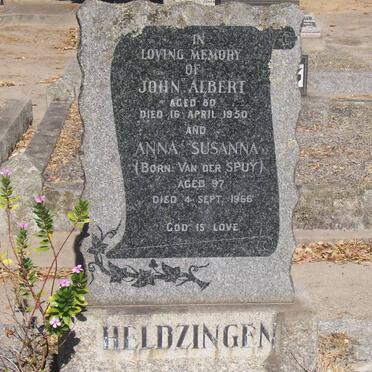 IN
LOVING MEMORY
OF
JOHN ALBERT
AGED 80
DIED 16 APRIL 1950
AND
ANNA SUSANNA
(BORN VAN DER SPUY)
AGED 97
DIED 4 SEPT. 1966
GOD IS LOVE
HELDZINGEN